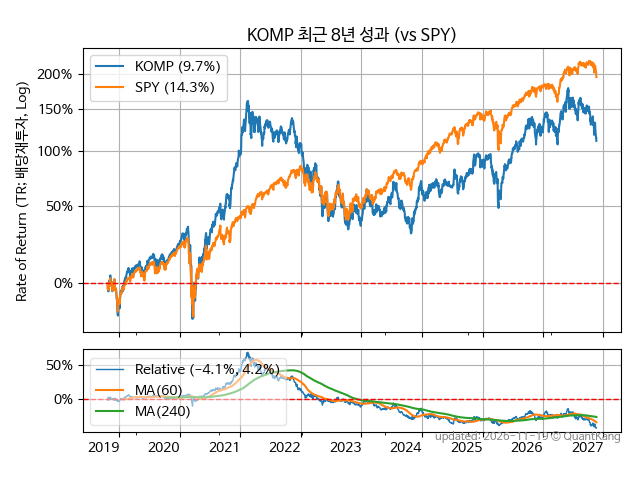 KOMP 최근 8년 성과 (vs SPY)
KOMP (9.7%)
SPY (14.3%)
Rate of Return (TR: 배당재투자, Log)
200%
150%
100%
50%
0%
50%
0%
Relative (−4.1%, 4.2%)
MA(60)
MA(240)
updated: 2026-11-19 © QuantKang
2019 2020 2021 2022 2023 2024 2025 2026 2027